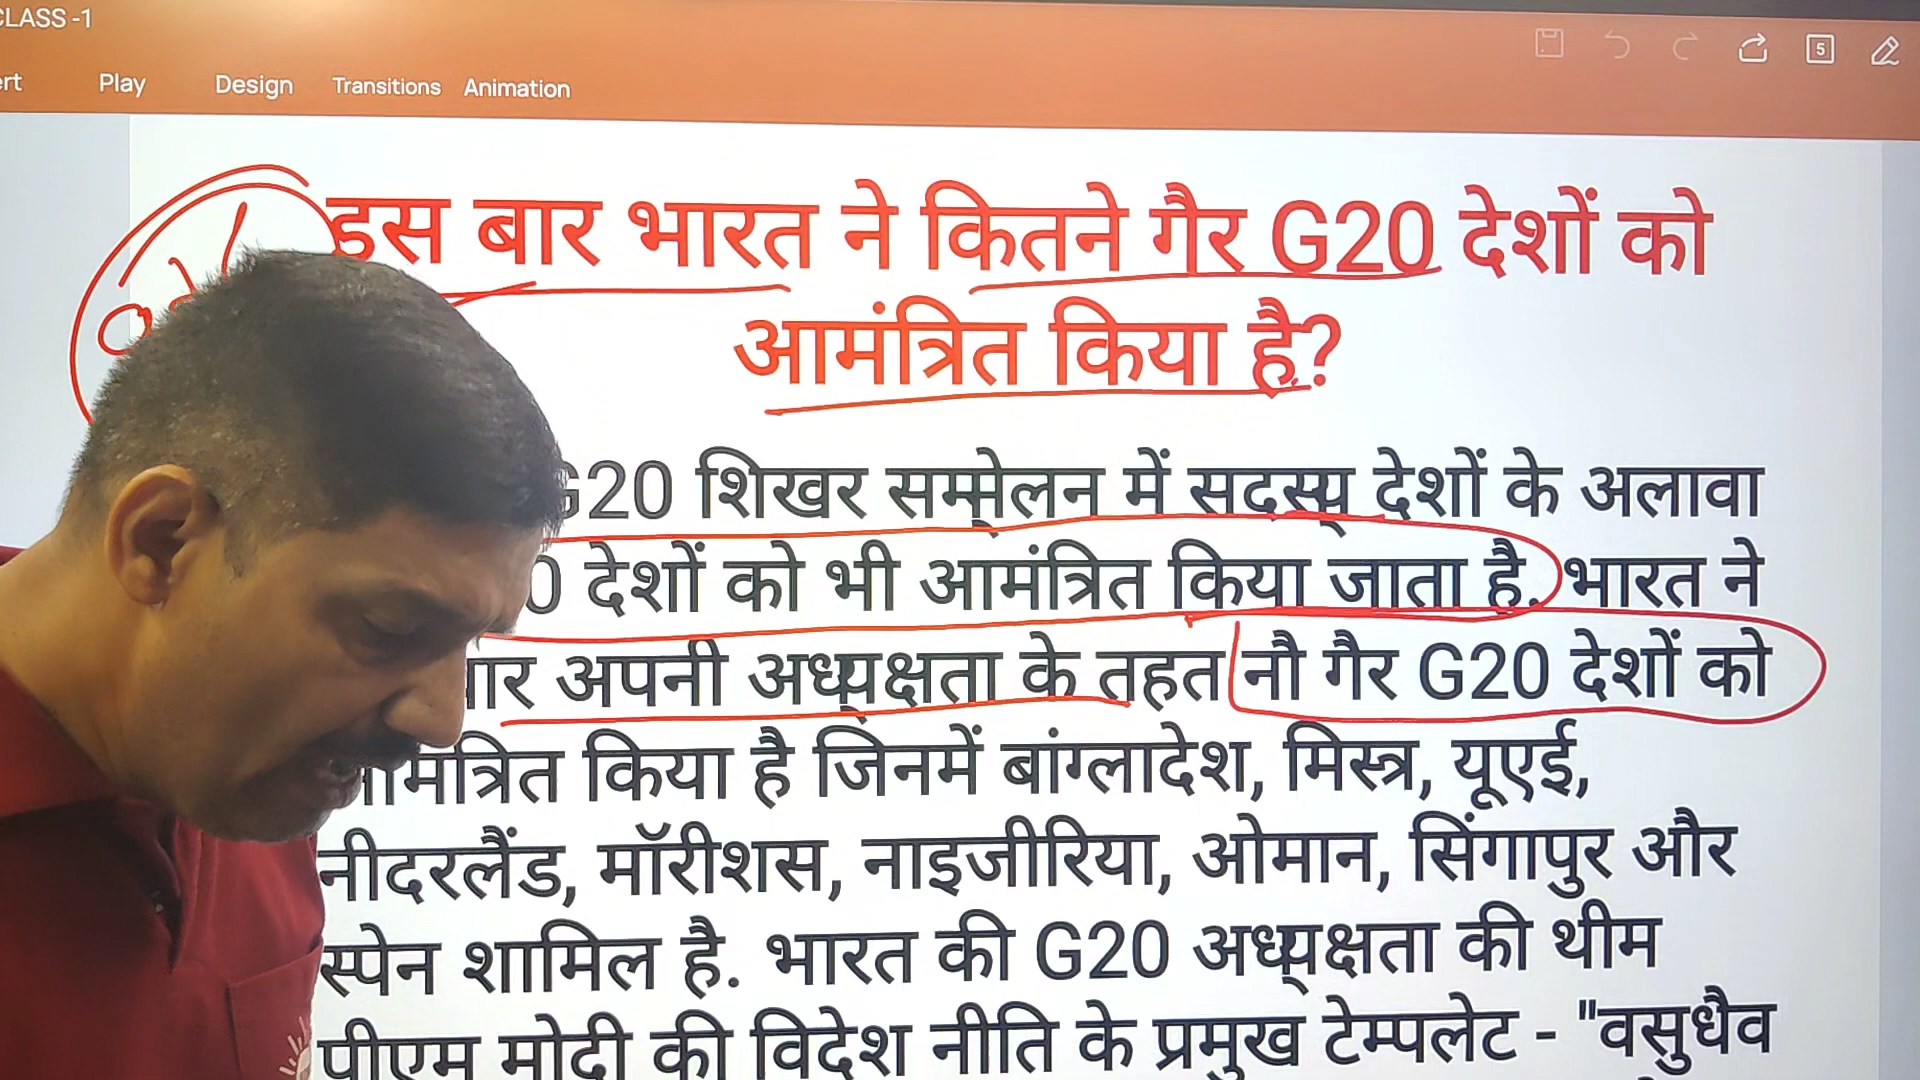 CLASS -1
Play Design Transitions Animation
5
इस बार भारत ने कितने गैर G20 देशों को
आमंत्रित किया है?
G20 शिखर सम्मेलन में सदस्य देशों के अलावा
देशों को भी आमंत्रित किया जाता है. भारत ने
अपनी अध्यक्षता के तहत नौ गैर G20 देशों को
किया है जिनमें बांग्लादेश, मिस्त्र, यूएई,
नीदरलैंड, मॉरीशस, नाइजीरिया, ओमान, सिंगापुर और
स्पेन शामिल है. भारत की G20 अध्यक्षता की थीम
पीएम मोदी की विदेश नीति के प्रमुख टेम्पलेट - "वसुधैव